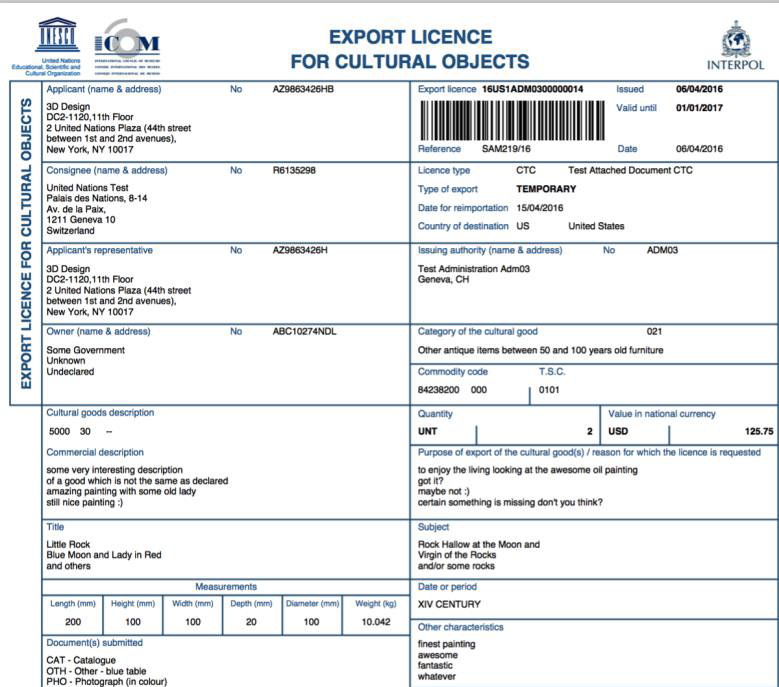 UNESCO
United Nations
Educational, Scientific and
Cultural Organization
ICOM
INTERNATIONAL COUNCIL OF MUSEUMS
CONSEIL INTERNATIONAL DES MUSEES
CONSEJO INTERNACIONAL DE MUSEOS
EXPORT LICENCE
FOR CULTURAL OBJECTS
INTERPOL
EXPORT LICENCE FOR CULTURAL OBJECTS
Applicant (name & address) No AZ9863426HB
3D Design
DC2-1120,11th Floor
2 United Nations Plaza (44th street
between 1st and 2nd avenues),
New York, NY 10017
Export licence 16US1ADM0300000014 Issued 06/04/2016
Valid until 01/01/2017
Reference SAM219/16 Date 06/04/2016
Consignee (name & address) No R6135298
United Nations Test
Palais des Nations, 8-14
Av. de la Paix,
1211 Geneva 10
Switzerland
Licence type CTC Test Attached Document CTC
Type of export TEMPORARY
Date for reimportation 15/04/2016
Country of destination US United States
Applicant's representative No AZ9863426H
3D Design
DC2-1120,11th Floor
2 United Nations Plaza (44th street
between 1st and 2nd avenues),
New York, NY 10017
Issuing authority (name & address) No ADM03
Test Administration Adm03
Geneva, CH
Owner (name & address) No ABC10274NDL
Some Government
Unknown
Undeclared
Category of the cultural good 021
Other antique items between 50 and 100 years old furniture
Commodity code T.S.C.
84238200 000 0101
Cultural goods description
5000 30 --
Quantity Value in national currency
UNT 2 USD 125.75
Commercial description
some very interesting description
of a good which is not the same as declared
amazing painting with some old lady
still nice painting :)
Purpose of export of the cultural good(s) / reason for which the licence is requested
to enjoy the living looking at the awesome oil painting
got it?
maybe not :)
certain something is missing don't you think?
Title
Little Rock
Blue Moon and Lady in Red
and others
Subject
Rock Hallow at the Moon and
Virgin of the Rocks
and/or some rocks
Measurements
Length (mm) Height (mm) Width (mm) Depth (mm) Diameter (mm) Weight (kg)
200 100 100 20 100 10.042
Date or period
XIV CENTURY
Document(s) submitted
CAT - Catalogue
OTH - Other - blue table
PHO - Photograph (in colour)
Other characteristics
finest painting
awesome
fantastic
whatever